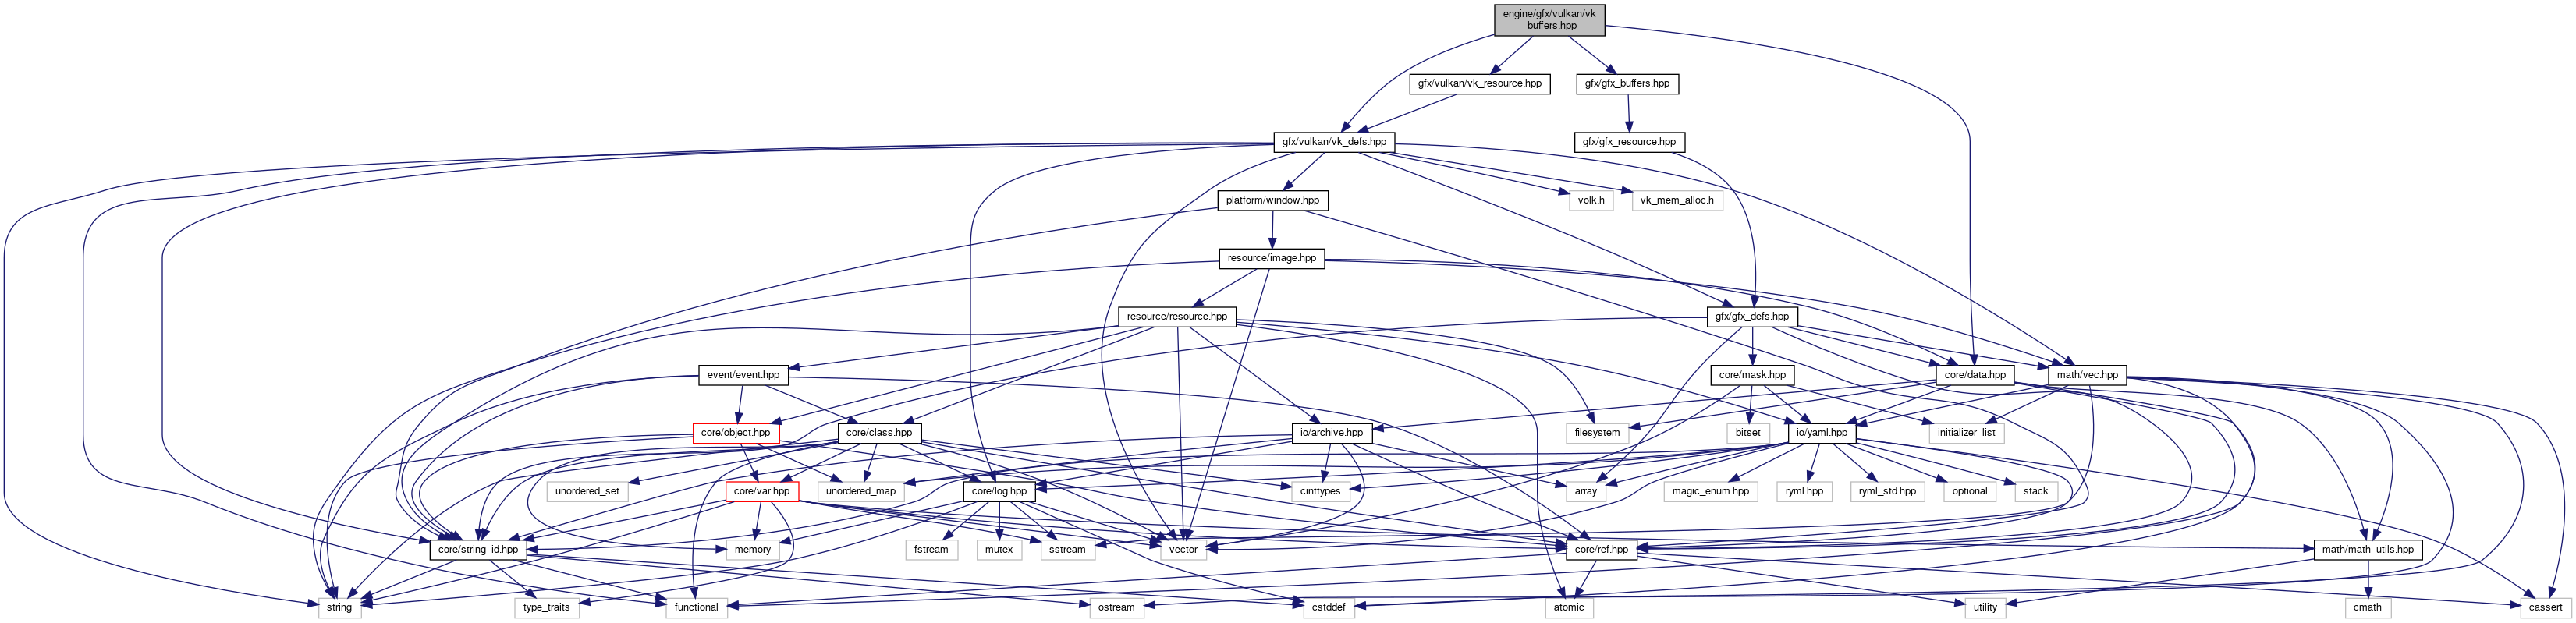 engine/gfx/vulkan/vk
_buffers.hpp
gfx/vulkan/vk_resource.hpp
gfx/gfx_buffers.hpp
gfx/vulkan/vk_defs.hpp
gfx/gfx_resource.hpp
platform/window.hpp
volk.h
vk_mem_alloc.h
resource/image.hpp
resource/resource.hpp
gfx/gfx_defs.hpp
event/event.hpp
core/mask.hpp
core/data.hpp
math/vec.hpp
core/object.hpp
core/class.hpp
io/archive.hpp
filesystem
bitset
io/yaml.hpp
initializer_list
unordered_set
core/var.hpp
unordered_map
core/log.hpp
cinttypes
array
magic_enum.hpp
ryml.hpp
ryml_std.hpp
optional
stack
core/string_id.hpp
memory
fstream
mutex
sstream
vector
core/ref.hpp
math/math_utils.hpp
string
type_traits
functional
ostream
cstddef
atomic
utility
cmath
cassert